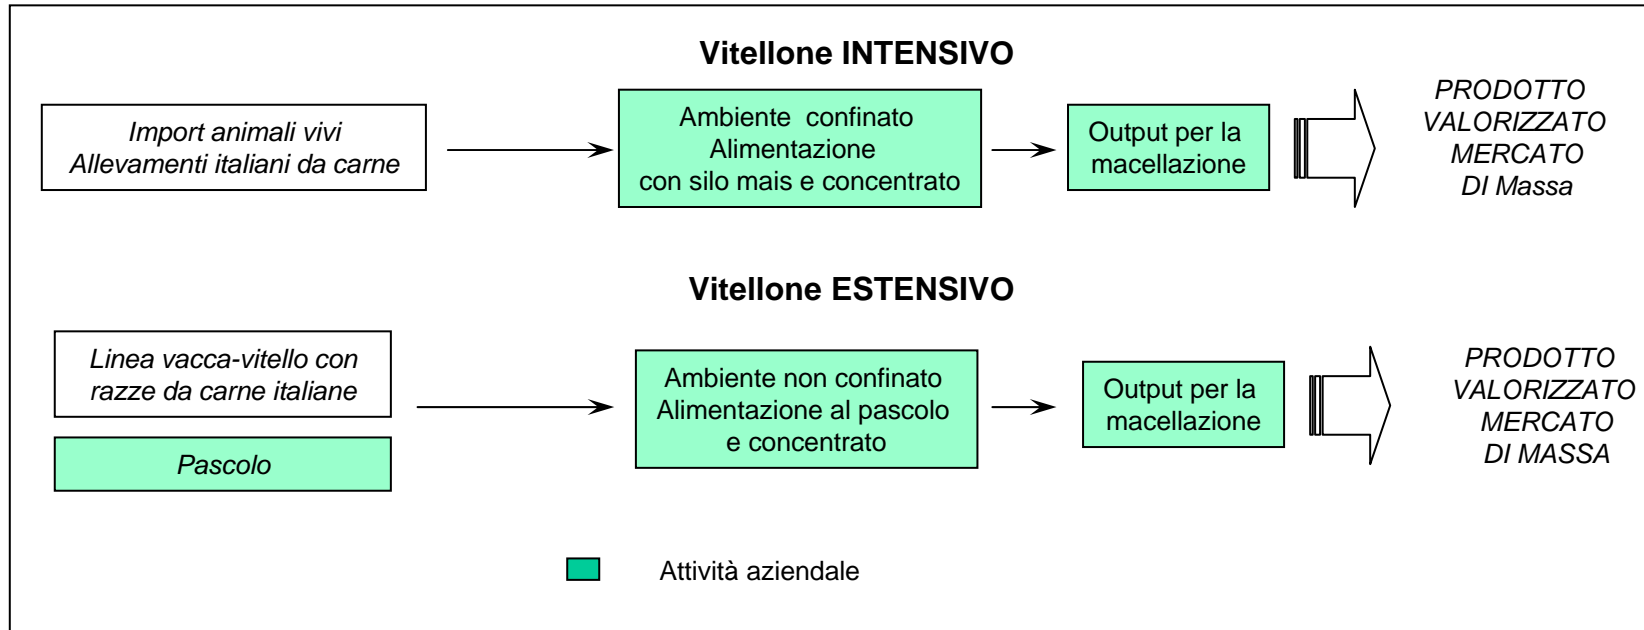 Vitellone INTENSIVO
Import animali vivi
Allevamenti italiani da carne
Ambiente confinato
Alimentazione
con silo mais e concentrato
Output per la
macellazione
PRODOTTO
VALORIZZATO
MERCATO
DI Massa
Vitellone ESTENSIVO
Linea vacca-vitello con
razze da carne italiane
Pascolo
Ambiente non confinato
Alimentazione al pascolo
e concentrato
Output per la
macellazione
PRODOTTO
VALORIZZATO
MERCATO
DI MASSA
Attività aziendale